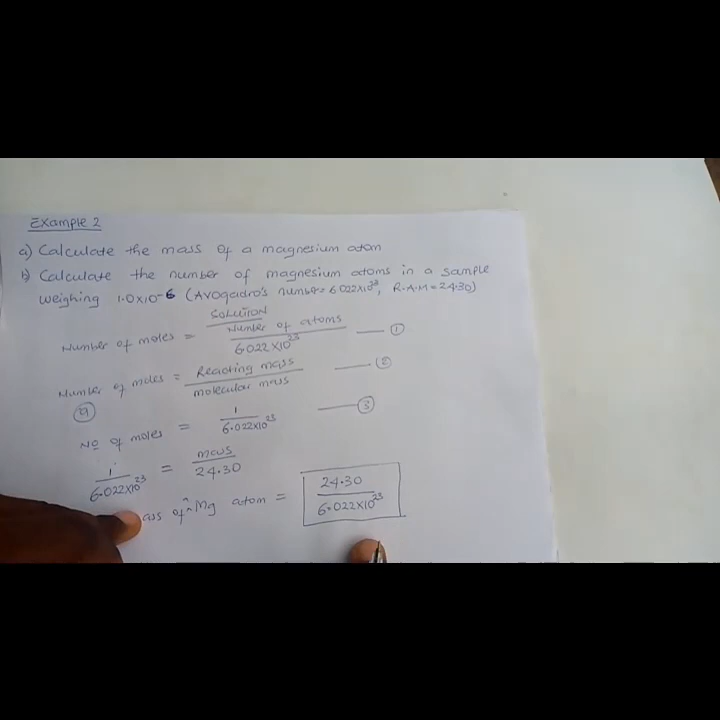 Example 2
a) Calculate the mass of a magnesium atom
b) Calculate the number of magnesium atoms in a sample
weighing 1.0x10-6 (Avogadro's number = 6.022x10²³, R.A.M = 24.30)
Solution
Number of moles = Number of atoms / 6.022x10²³ — ①
Number of moles = Reacting mass / molecular mass — ②
ⓐ
No of moles = 1 / 6.022x10²³ — ③
1 / 6.022x10²³ = mass / 24.30
ass of ^ Mg atom = 24.30 / 6.022x10²³